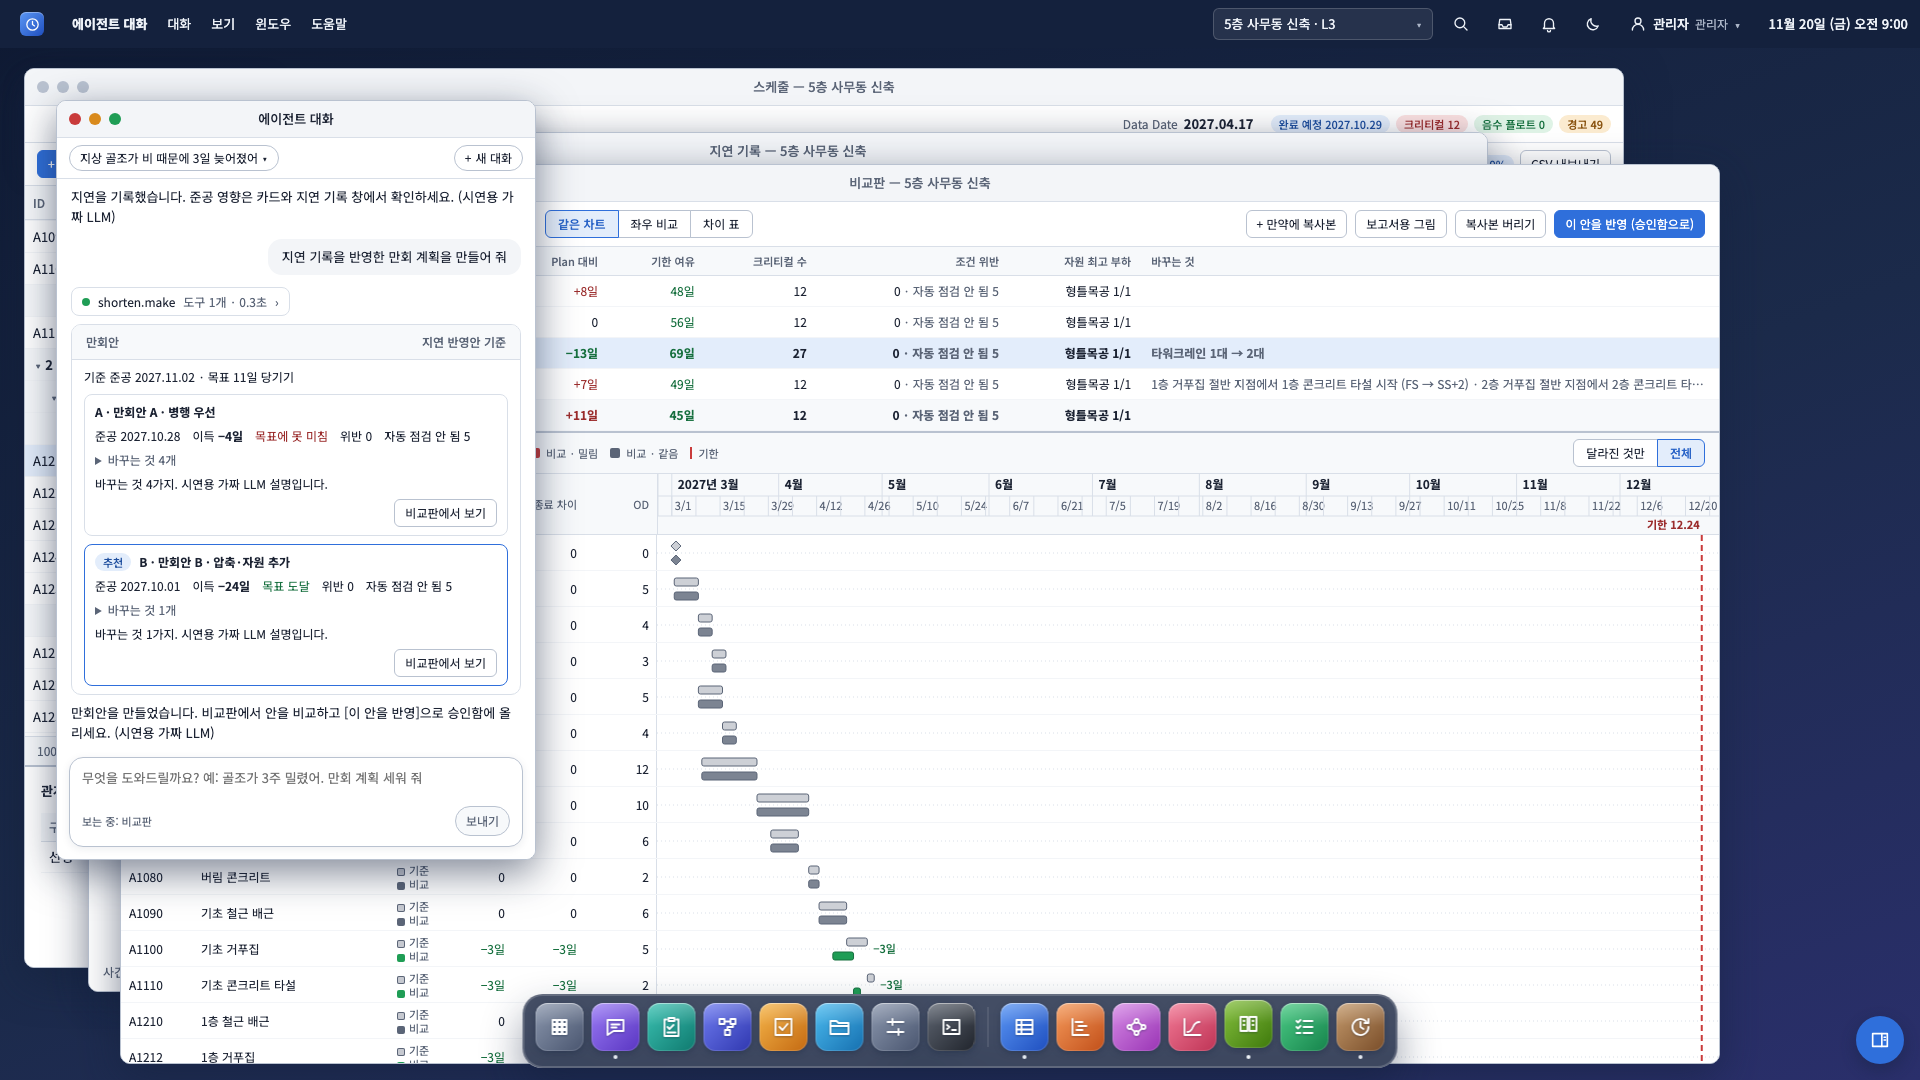 에이전트 대화 대화 보기 윈도우 도움말 5층 사무동 신축 · L3 관리자 관리자 11월 20일 (금) 오전 9:00
스케줄 — 5층 사무동 신축
Data Date 2027.04.17 완료 예정 2027.10.29 크리티컬 12 음수 플로트 0 경고 49
지연 기록 — 5층 사무동 신축
비교판 — 5층 사무동 신축
에이전트 대화
지상 골조가 비 때문에 3일 늦어졌어
+ 새 대화
지연을 기록했습니다. 준공 영향은 카드와 지연 기록 창에서 확인하세요. (시연용 가
짜 LLM)
지연 기록을 반영한 만회 계획을 만들어 줘
shorten.make 도구 1개 · 0.3초 ›
만회안 지연 반영안 기준
기준 준공 2027.11.02 · 목표 11일 당기기
A · 만회안 A · 병행 우선
준공 2027.10.28 이득 −4일 목표에 못 미침 위반 0 자동 점검 안 됨 5
▶ 바꾸는 것 4개
바꾸는 것 4가지. 시연용 가짜 LLM 설명입니다.
비교판에서 보기
추천 B · 만회안 B · 압축·자원 추가
준공 2027.10.01 이득 −24일 목표 도달 위반 0 자동 점검 안 됨 5
▶ 바꾸는 것 1개
바꾸는 것 1가지. 시연용 가짜 LLM 설명입니다.
비교판에서 보기
만회안을 만들었습니다. 비교판에서 안을 비교하고 [이 안을 반영]으로 승인함에 올
리세요. (시연용 가짜 LLM)
무엇을 도와드릴까요? 예: 골조가 3주 밀렸어. 만회 계획 세워 줘
보는 중: 비교판 보내기
ID
A10
A11
A11
2
A12
A12
A12
A12
A12
A12
A12
A12
100
같은 차트 좌우 비교 차이 표 + 만약에 복사본 보고서용 그림 복사본 버리기 이 안을 반영 (승인함으로)
Plan 대비 기한 여유 크리티컬 수 조건 위반 자원 최고 부하 바꾸는 것
+8일 48일 12 0 · 자동 점검 안 됨 5 형틀목공 1/1
0 56일 12 0 · 자동 점검 안 됨 5 형틀목공 1/1
−13일 69일 27 0 · 자동 점검 안 됨 5 형틀목공 1/1 타워크레인 1대 → 2대
+7일 49일 12 0 · 자동 점검 안 됨 5 형틀목공 1/1 1층 거푸집 절반 지점에서 1층 콘크리트 타설 시작 (FS → SS+2) · 2층 거푸집 절반 지점에서 2층 콘크리트 타…
+11일 45일 12 0 · 자동 점검 안 됨 5 형틀목공 1/1
비교 · 밀림 비교 · 같음 기한 달라진 것만 전체
종료 차이 OD
2027년 3월 4월 5월 6월 7월 8월 9월 10월 11월 12월
3/1 3/15 3/29 4/12 4/26 5/10 5/24 6/7 6/21 7/5 7/19 8/2 8/16 8/30 9/13 9/27 10/11 10/25 11/8 11/22 12/6 12/20
기한 12.24
0 0
0 5
0 4
0 3
0 5
0 4
0 12
0 10
0 6
A1080 버림 콘크리트 기준 비교 0 0 2
A1090 기초 철근 배근 기준 비교 0 0 6
A1100 기초 거푸집 기준 비교 −3일 −3일 5 −3일
A1110 기초 콘크리트 타설 기준 비교 −3일 −3일 2 −3일
A1210 1층 철근 배근 기준 비교 0
A1212 1층 거푸집 기준 −3일